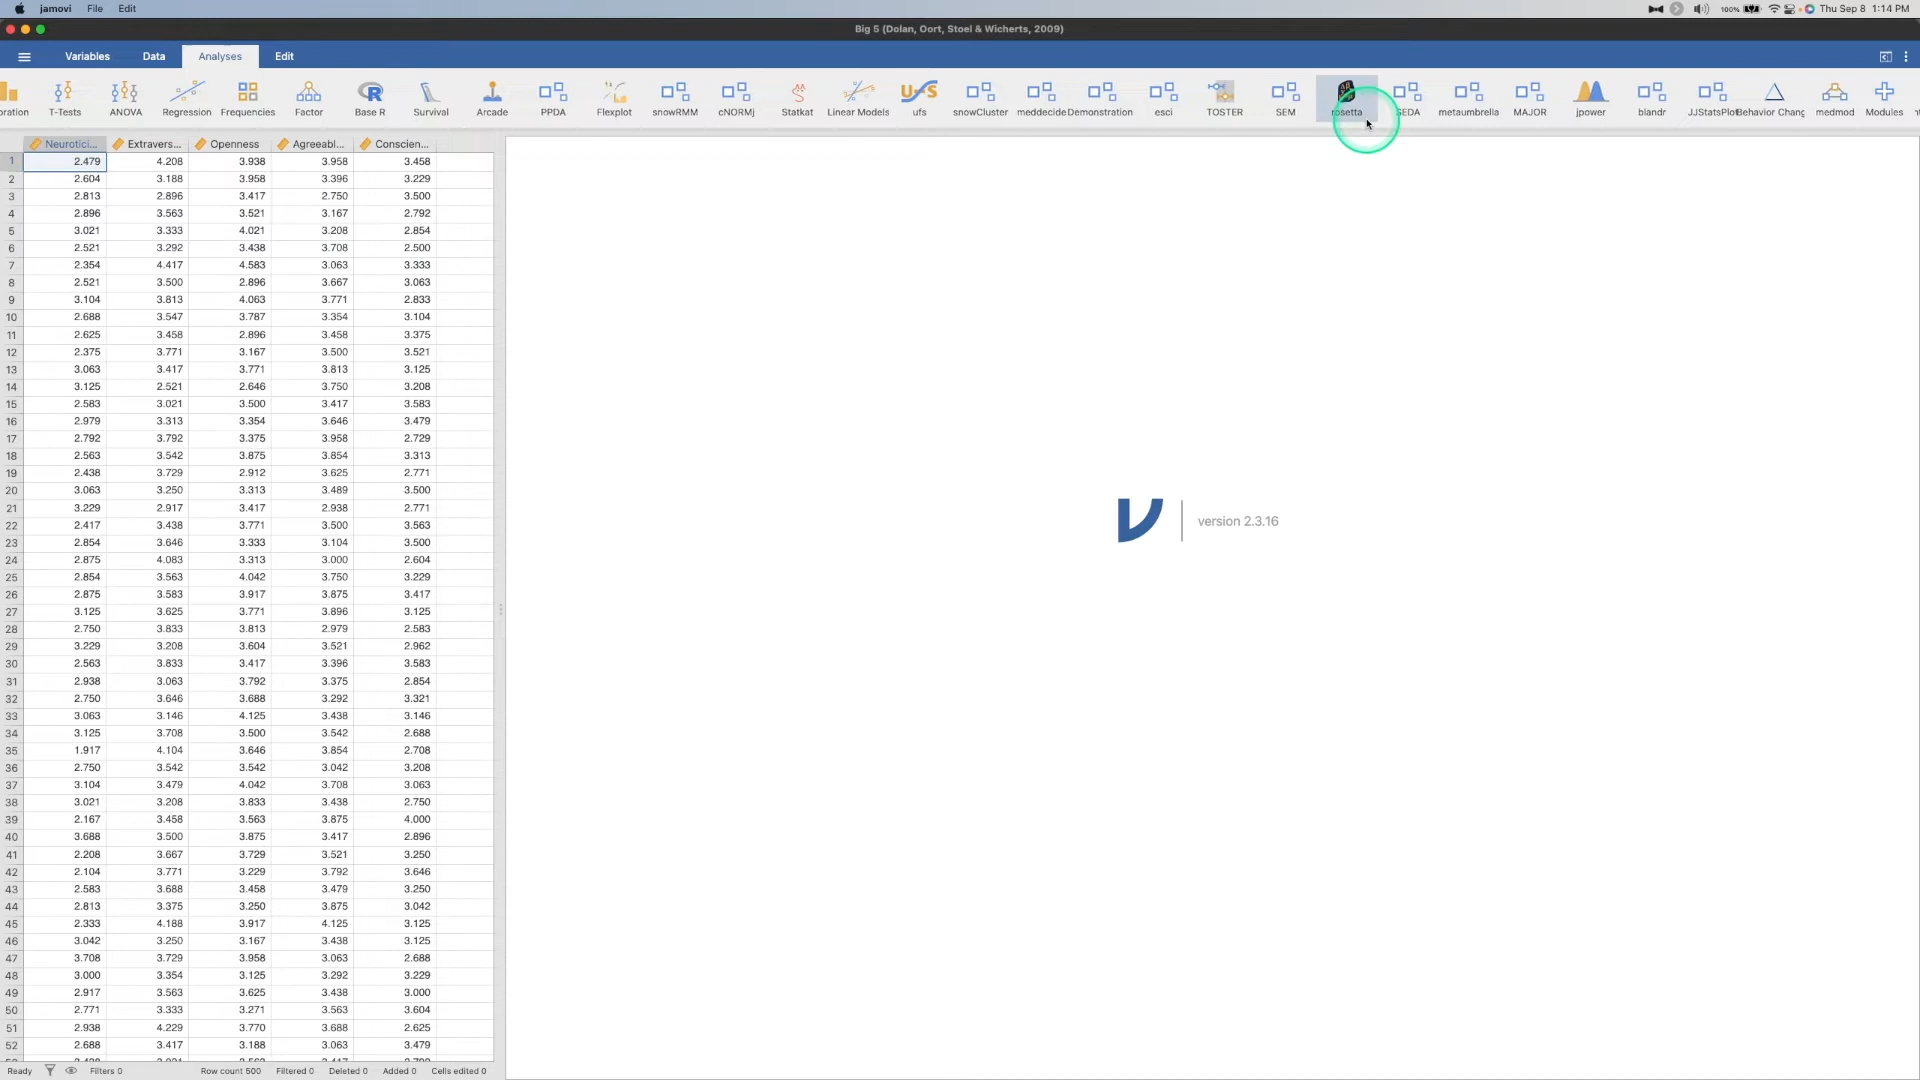 jamovi File Edit 100% Thu Sep 8 1:14 PM
Big 5 (Dolan, Oort, Stoel & Wicherts, 2009)
Variables Data Analyses Edit
oration T-Tests ANOVA Regression Frequencies Factor Base R Survival Arcade PPDA Flexplot snowRMM cNORMj Statkat Linear Models ufs snowCluster meddecide Demonstration esci TOSTER SEM rosetta SEDA metaumbrella MAJOR jpower blandr JJStatsPlot Behavior Chang medmod Modules
Neurotici... Extravers... Openness Agreeabl... Conscien...
1 2.479 4.208 3.938 3.958 3.458
2 2.604 3.188 3.958 3.396 3.229
3 2.813 2.896 3.417 2.750 3.500
4 2.896 3.563 3.521 3.167 2.792
5 3.021 3.333 4.021 3.208 2.854
6 2.521 3.292 3.438 3.708 2.500
7 2.354 4.417 4.583 3.063 3.333
8 2.521 3.500 2.896 3.667 3.063
9 3.104 3.813 4.063 3.771 2.833
10 2.688 3.547 3.787 3.354 3.104
11 2.625 3.458 2.896 3.458 3.375
12 2.375 3.771 3.167 3.500 3.521
13 3.063 3.417 3.771 3.813 3.125
14 3.125 2.521 2.646 3.750 3.208
15 2.583 3.021 3.500 3.417 3.583
16 2.979 3.313 3.354 3.646 3.479
17 2.792 3.792 3.375 3.958 2.729
18 2.563 3.542 3.875 3.854 3.313
19 2.438 3.729 2.912 3.625 2.771
20 3.063 3.250 3.313 3.489 3.500
21 3.229 2.917 3.417 2.938 2.771
22 2.417 3.438 3.771 3.500 3.563
23 2.854 3.646 3.333 3.104 3.500
24 2.875 4.083 3.313 3.000 2.604
25 2.854 3.563 4.042 3.750 3.229
26 2.875 3.583 3.917 3.875 3.417
27 3.125 3.625 3.771 3.896 3.125
28 2.750 3.833 3.813 2.979 2.583
29 3.229 3.208 3.604 3.521 2.962
30 2.563 3.833 3.417 3.396 3.583
31 2.938 3.063 3.792 3.375 2.854
32 2.750 3.646 3.688 3.292 3.321
33 3.063 3.146 4.125 3.438 3.146
34 3.125 3.708 3.500 3.542 2.688
35 1.917 4.104 3.646 3.854 2.708
36 2.750 3.542 3.542 3.042 3.208
37 3.104 3.479 4.042 3.708 3.063
38 3.021 3.208 3.833 3.438 2.750
39 2.167 3.458 3.563 3.875 4.000
40 3.688 3.500 3.875 3.417 2.896
41 2.208 3.667 3.729 3.521 3.250
42 2.104 3.771 3.229 3.792 3.646
43 2.583 3.688 3.458 3.479 3.250
44 2.813 3.375 3.250 3.875 3.042
45 2.333 4.188 3.917 4.125 3.125
46 3.042 3.250 3.167 3.438 3.125
47 3.708 3.729 3.958 3.063 2.688
48 3.000 3.354 3.125 3.292 3.229
49 2.917 3.563 3.625 3.438 3.000
50 2.771 3.333 3.271 3.563 3.604
51 2.938 4.229 3.770 3.688 2.625
52 2.688 3.417 3.188 3.063 3.479
version 2.3.16
Ready Filters 0 Row count 500 Filtered 0 Deleted 0 Added 0 Cells edited 0